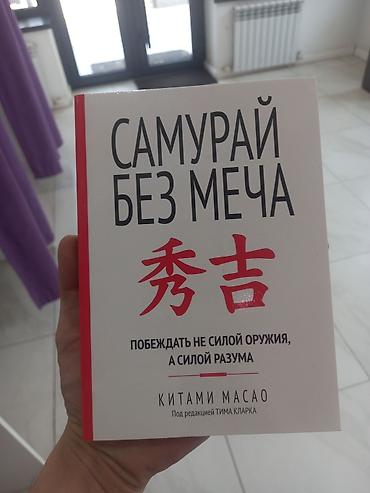 САМУРАЙ
БЕЗ МЕЧА
秀吉
ПОБЕЖДАТЬ НЕ СИЛОЙ ОРУЖИЯ,
А СИЛОЙ РАЗУМА
КИТАМИ МАСАО
Под редакцией ТИМА КЛАРКА